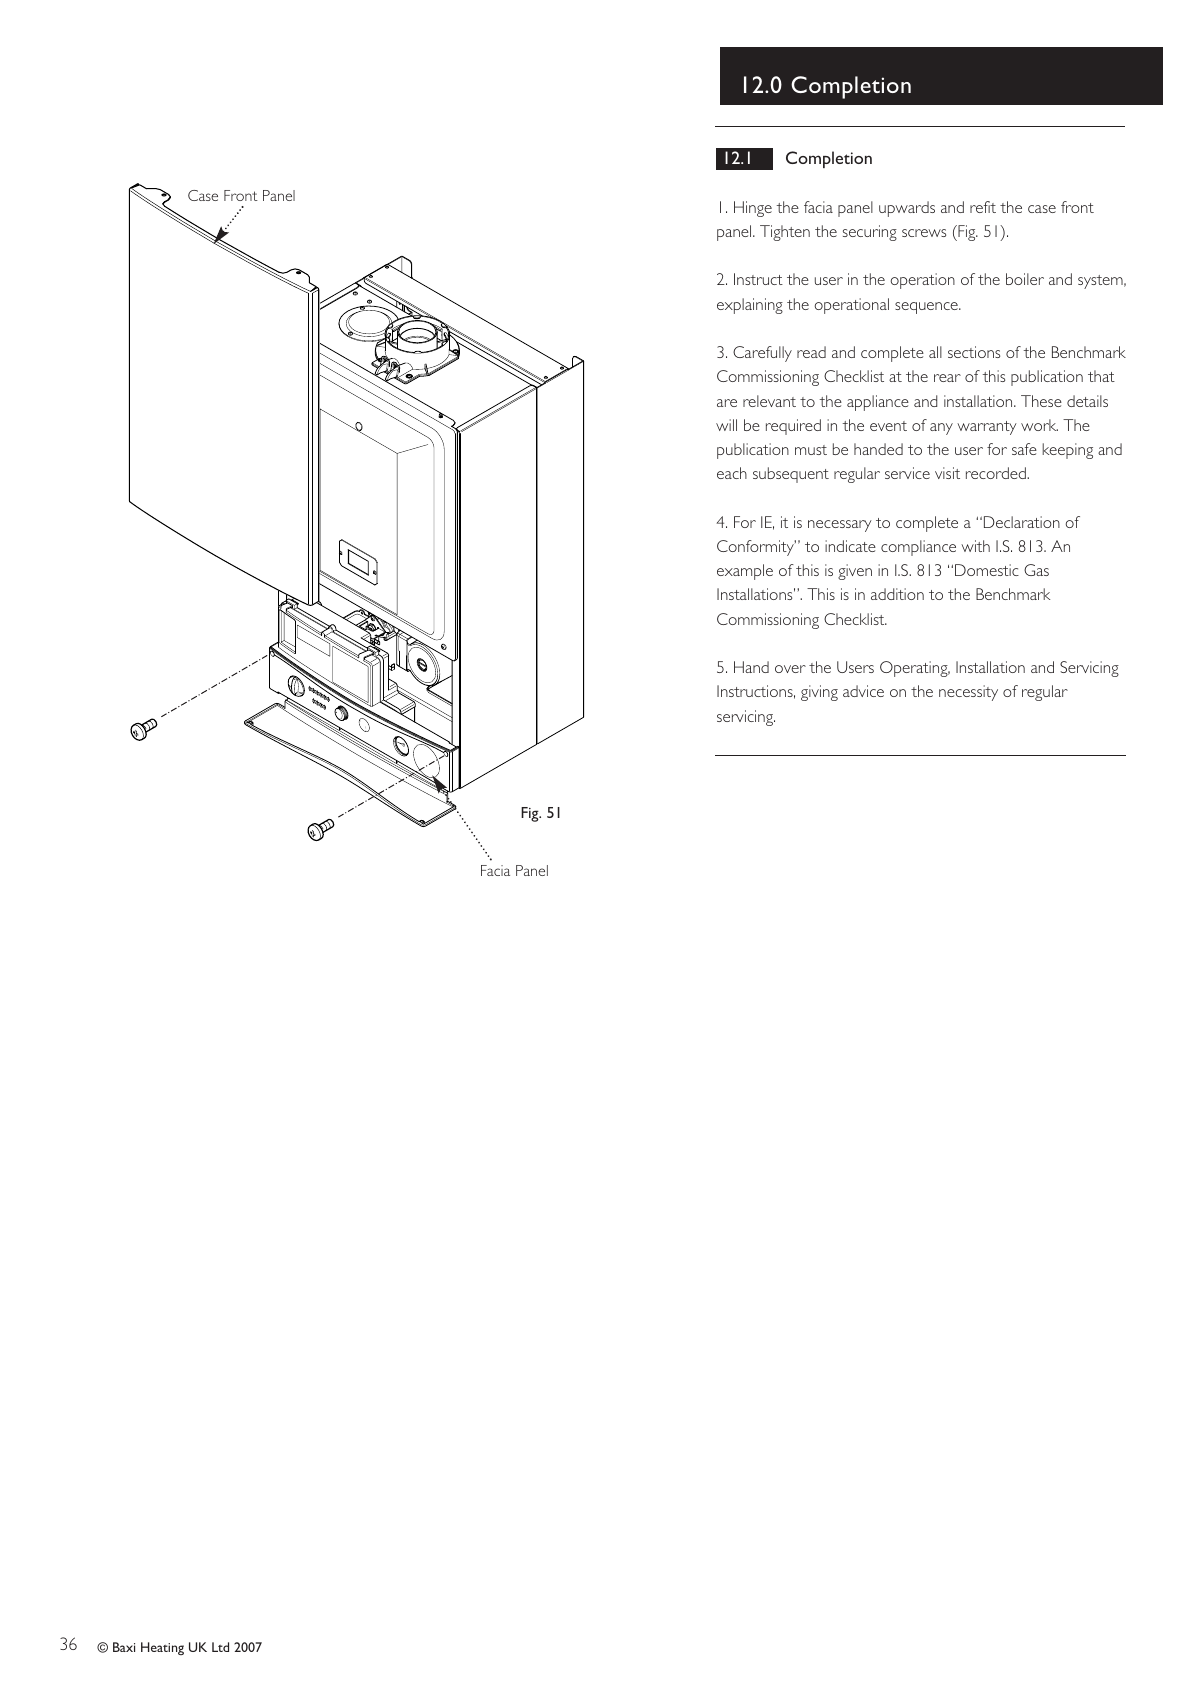 12.0 Completion
12.1 Completion
Case Front Panel
1. Hinge the facia panel upwards and refit the case front
panel. Tighten the securing screws (Fig. 51).
2. Instruct the user in the operation of the boiler and system,
explaining the operational sequence.
3. Carefully read and complete all sections of the Benchmark
Commissioning Checklist at the rear of this publication that
are relevant to the appliance and installation. These details
will be required in the event of any warranty work. The
publication must be handed to the user for safe keeping and
each subsequent regular service visit recorded.
4. For IE, it is necessary to complete a “Declaration of
Conformity” to indicate compliance with I.S. 813. An
example of this is given in I.S. 813 “Domestic Gas
Installations”. This is in addition to the Benchmark
Commissioning Checklist.
5. Hand over the Users Operating, Installation and Servicing
Instructions, giving advice on the necessity of regular
servicing.
Fig. 51
Facia Panel
36 © Baxi Heating UK Ltd 2007